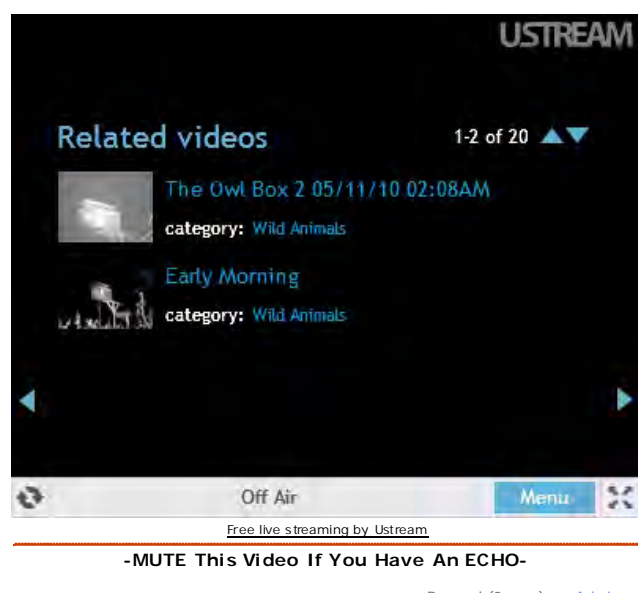 USTREAM
Related videos 1-2 of 20
The Owl Box 2 05/11/10 02:08AM
category: Wild Animals
Early Morning
category: Wild Animals
Off Air Menu
Free live streaming by Ustream
-MUTE This Video If You Have An ECHO-